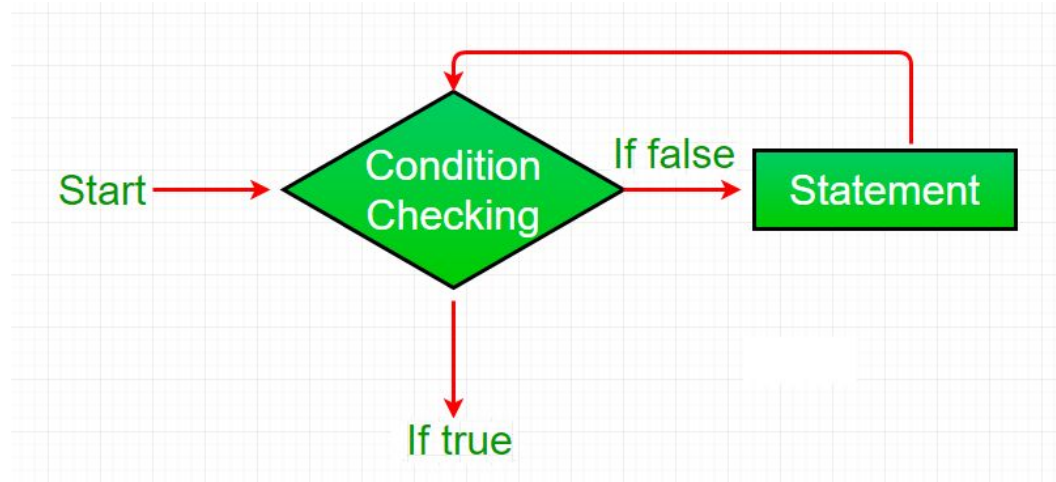 Start
Condition
Checking
If false
Statement
If true